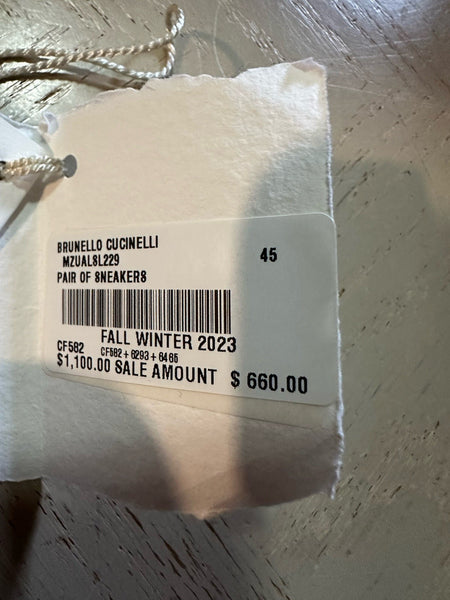 BRUNELLO CUCINELLI 45
MZUAL8L229
PAIR OF SNEAKERS
FALL WINTER 2023
CF582 CF582+6293+6465
$1,100.00 SALE AMOUNT $ 660.00